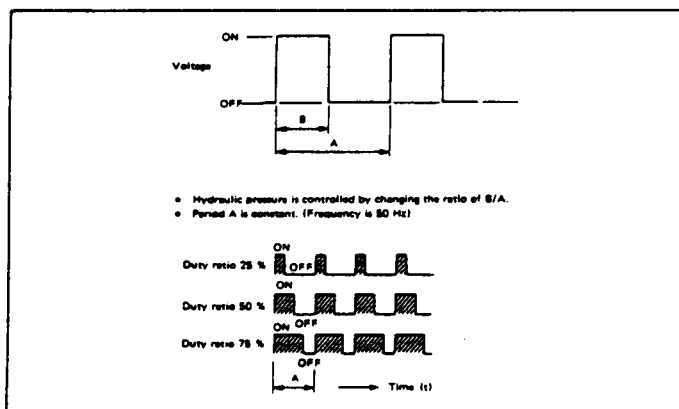 ON
Voltage
OFF
B
A
• Hydraulic pressure is controlled by changing the ratio of B/A.
• Period A is constant. (Frequency is 50 Hz)
ON
Duty ratio 25 %
OFF
ON
Duty ratio 50 %
OFF
ON
Duty ratio 75 %
OFF
A
Time (t)